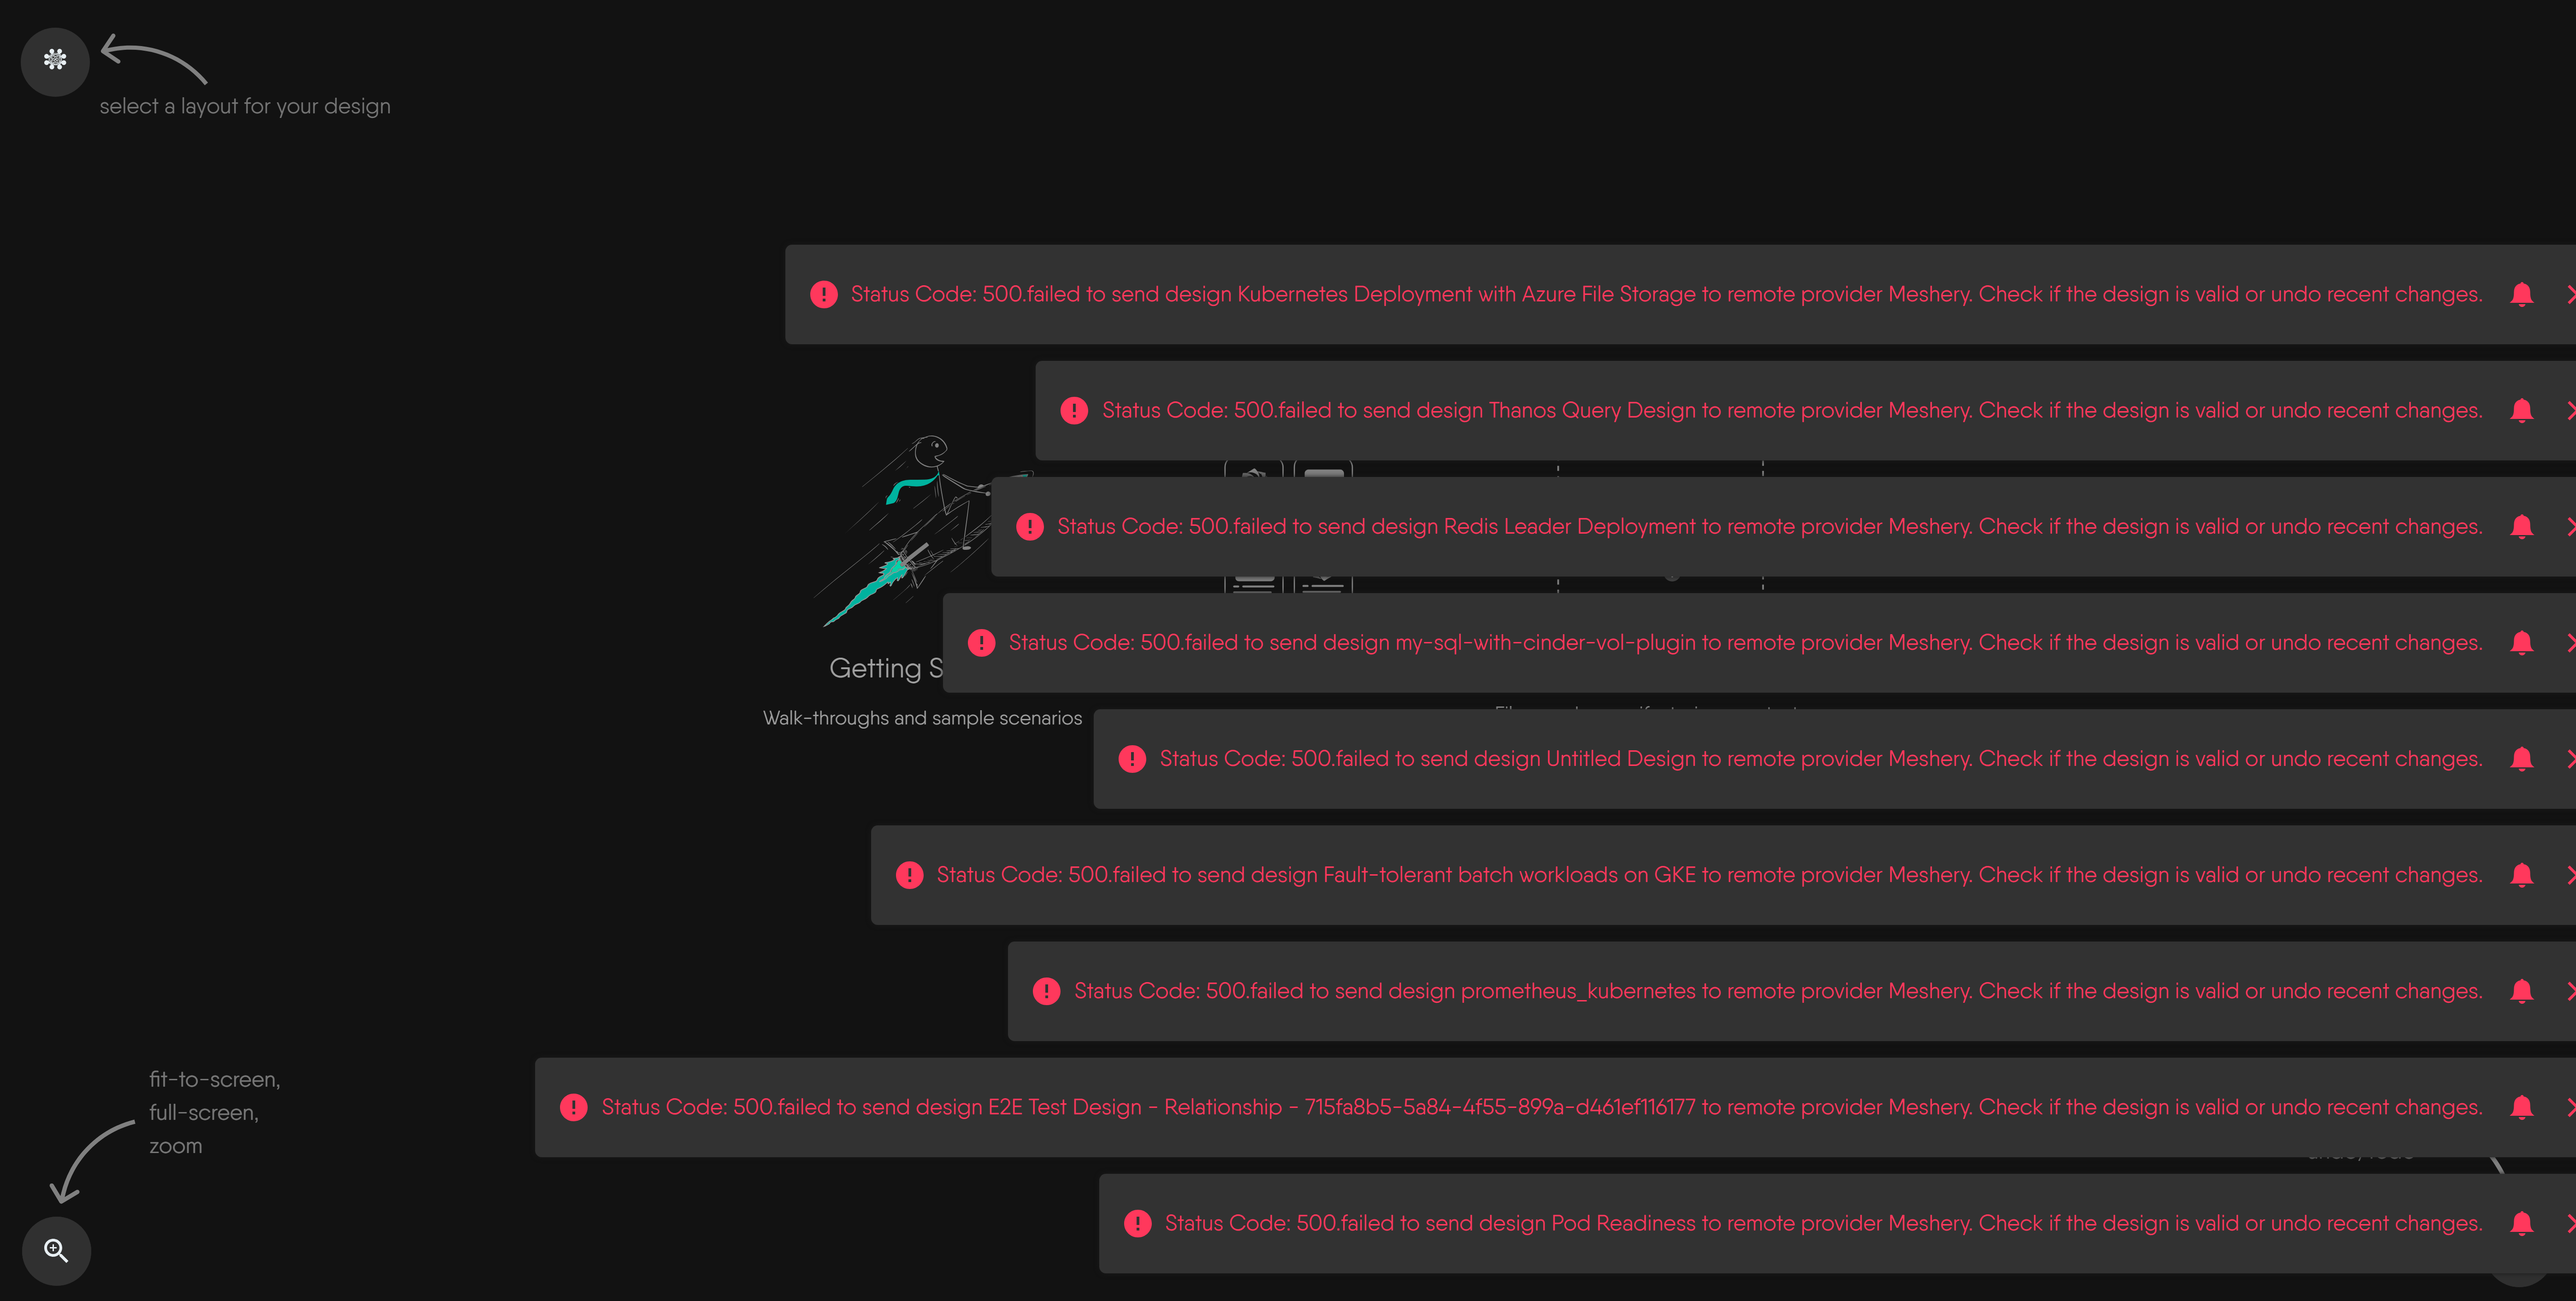 select a layout for your design
Status Code: 500.failed to send design Kubernetes Deployment with Azure File Storage to remote provider Meshery. Check if the design is valid or undo recent changes.
Status Code: 500.failed to send design Thanos Query Design to remote provider Meshery. Check if the design is valid or undo recent changes.
Status Code: 500.failed to send design Redis Leader Deployment to remote provider Meshery. Check if the design is valid or undo recent changes.
Status Code: 500.failed to send design my-sql-with-cinder-vol-plugin to remote provider Meshery. Check if the design is valid or undo recent changes.
Getting S
Walk-throughs and sample scenarios
Status Code: 500.failed to send design Untitled Design to remote provider Meshery. Check if the design is valid or undo recent changes.
Status Code: 500.failed to send design Fault-tolerant batch workloads on GKE to remote provider Meshery. Check if the design is valid or undo recent changes.
Status Code: 500.failed to send design prometheus_kubernetes to remote provider Meshery. Check if the design is valid or undo recent changes.
fit-to-screen,
full-screen,
zoom
Status Code: 500.failed to send design E2E Test Design - Relationship - 715fa8b5-5a84-4f55-899a-d461ef116177 to remote provider Meshery. Check if the design is valid or undo recent changes.
Status Code: 500.failed to send design Pod Readiness to remote provider Meshery. Check if the design is valid or undo recent changes.